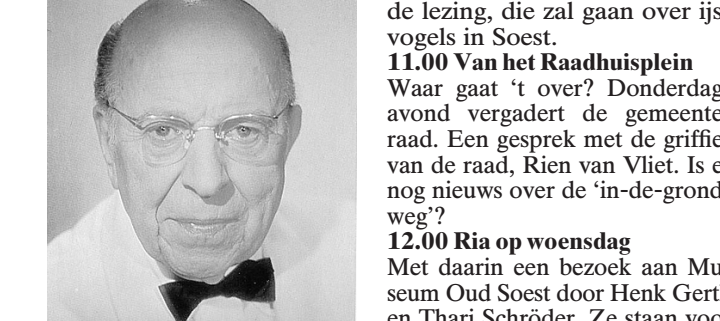 de lezing, die zal gaan over ijs
vogels in Soest.
11.00 Van het Raadhuisplein
Waar gaat ‘t over? Donderdag
avond vergadert de gemeente
raad. Een gesprek met de griffie
van de raad, Rien van Vliet. Is e
nog nieuws over de ‘in-de-grond
weg’?
12.00 Ria op woensdag
Met daarin een bezoek aan Mu
seum Oud Soest door Henk Gert
en Thari Schröder. Ze staan voo